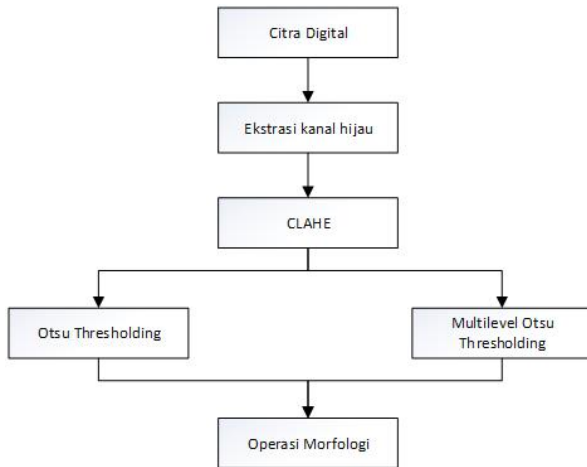 Citra Digital
Ekstrasi kanal hijau
CLAHE
Otsu Thresholding
Multilevel Otsu
Thresholding
Operasi Morfologi